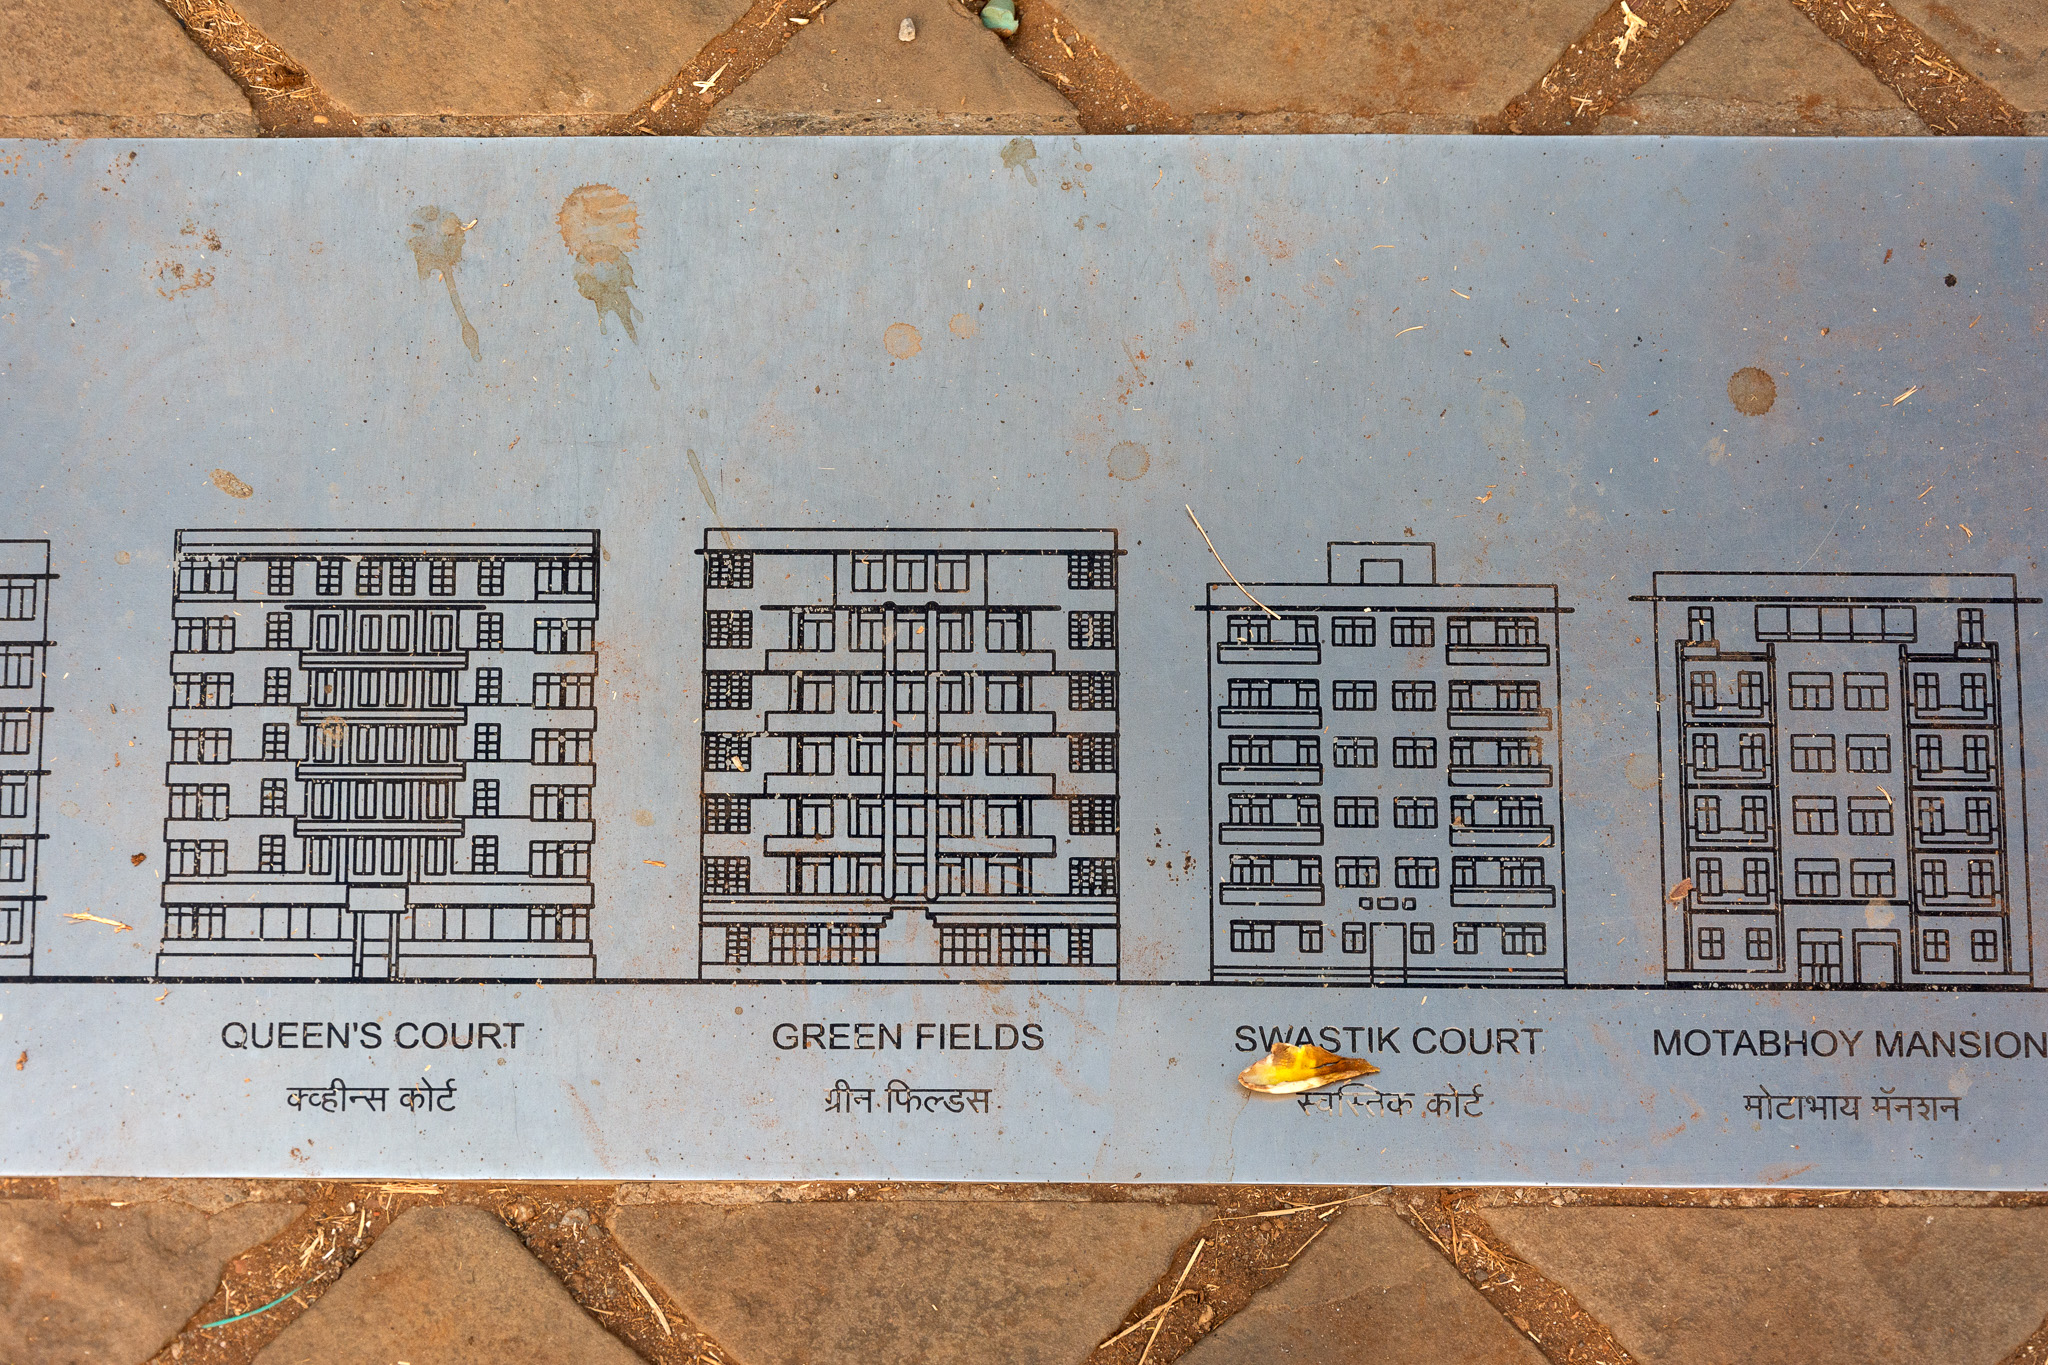 QUEEN'S COURT
क्व्हीन्स कोर्ट
GREEN FIELDS
ग्रीन फिल्डस
SWASTIK COURT
स्वस्तिक कोर्ट
MOTABHOY MANSION
मोटाभाय मॅनशन